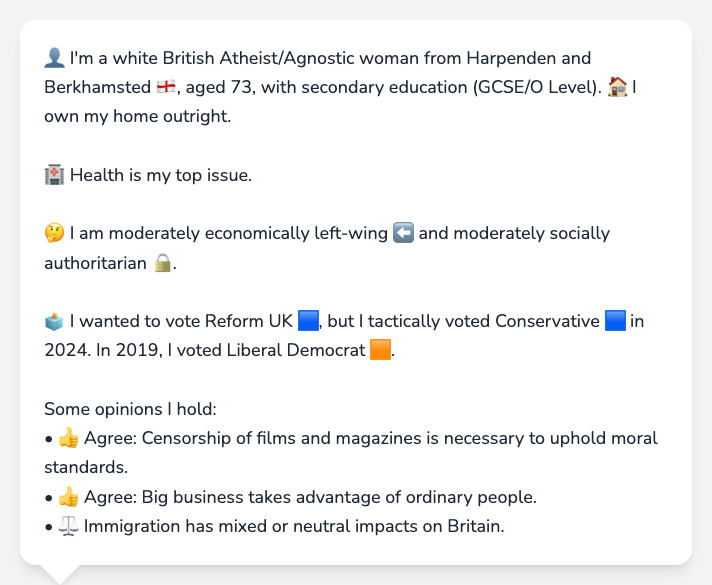 👤 I'm a white British Atheist/Agnostic woman from Harpenden and
Berkhamsted 🏴󠁧󠁢󠁥󠁮󠁧󠁿, aged 73, with secondary education (GCSE/O Level). 🏠 I
own my home outright.
🏥 Health is my top issue.
🤔 I am moderately economically left-wing ⬅️ and moderately socially
authoritarian 🔒.
🗳️ I wanted to vote Reform UK 🟦, but I tactically voted Conservative 🟦 in
2024. In 2019, I voted Liberal Democrat 🟧.
Some opinions I hold:
• 👍 Agree: Censorship of films and magazines is necessary to uphold moral
standards.
• 👍 Agree: Big business takes advantage of ordinary people.
• ⚖️ Immigration has mixed or neutral impacts on Britain.